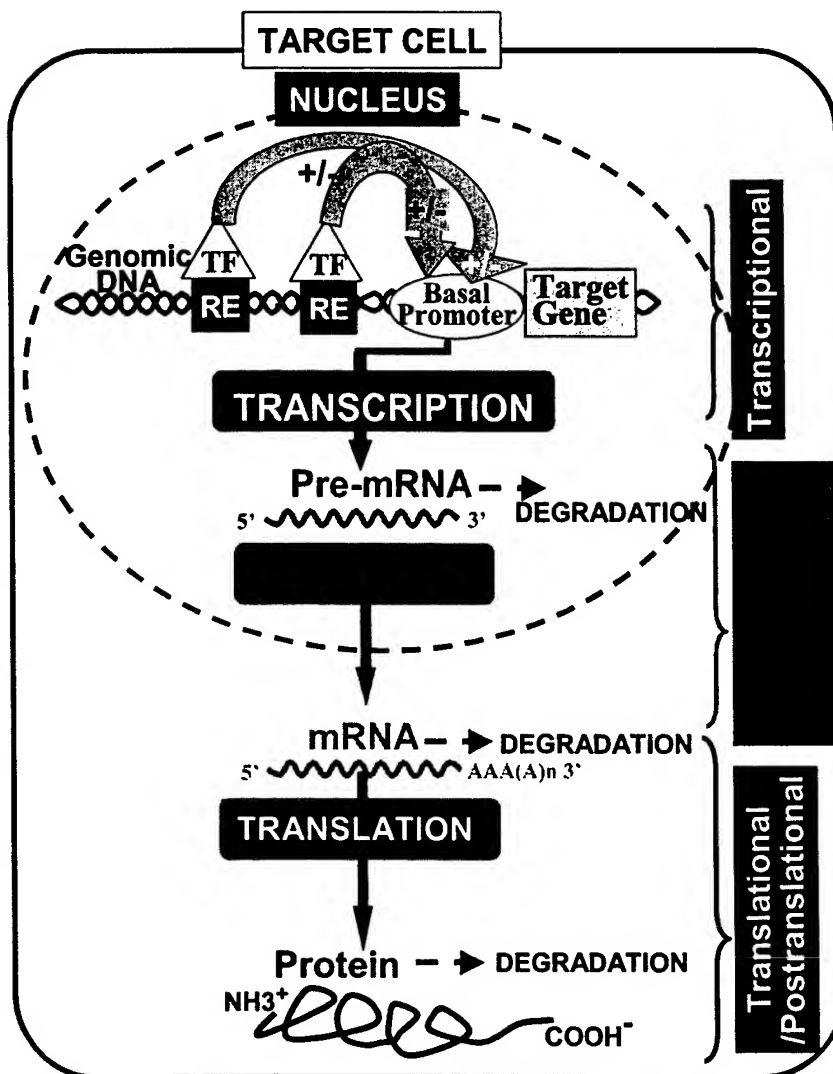 TARGET CELL
NUCLEUS
+/-
+/-
+
Genomic
DNA
TF
TF
RE
RE
Basal
Promoter
Target
Gene
Transcriptional
TRANSCRIPTION
Pre-mRNA
DEGRADATION
5’
3’
mRNA
DEGRADATION
5’
AAA(A)n 3’
TRANSLATION
Translational
/Postranslational
Protein
DEGRADATION
NH3+
COOH-